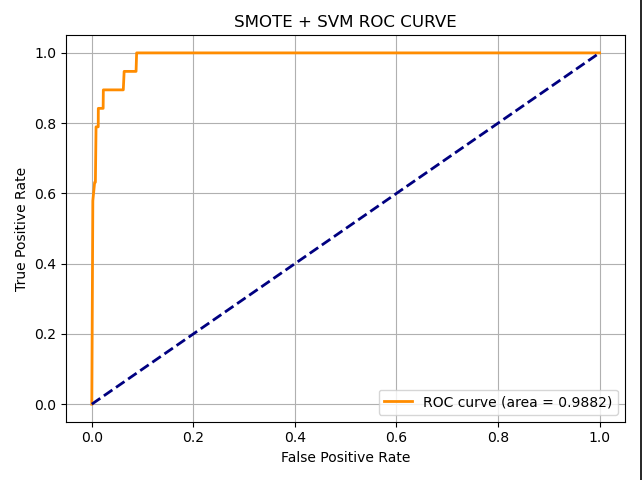 SMOTE + SVM ROC CURVE
1.0
0.8
0.6
0.4
0.2
0.0
True Positive Rate
ROC curve (area = 0.9882)
0.0 0.2 0.4 0.6 0.8 1.0
False Positive Rate